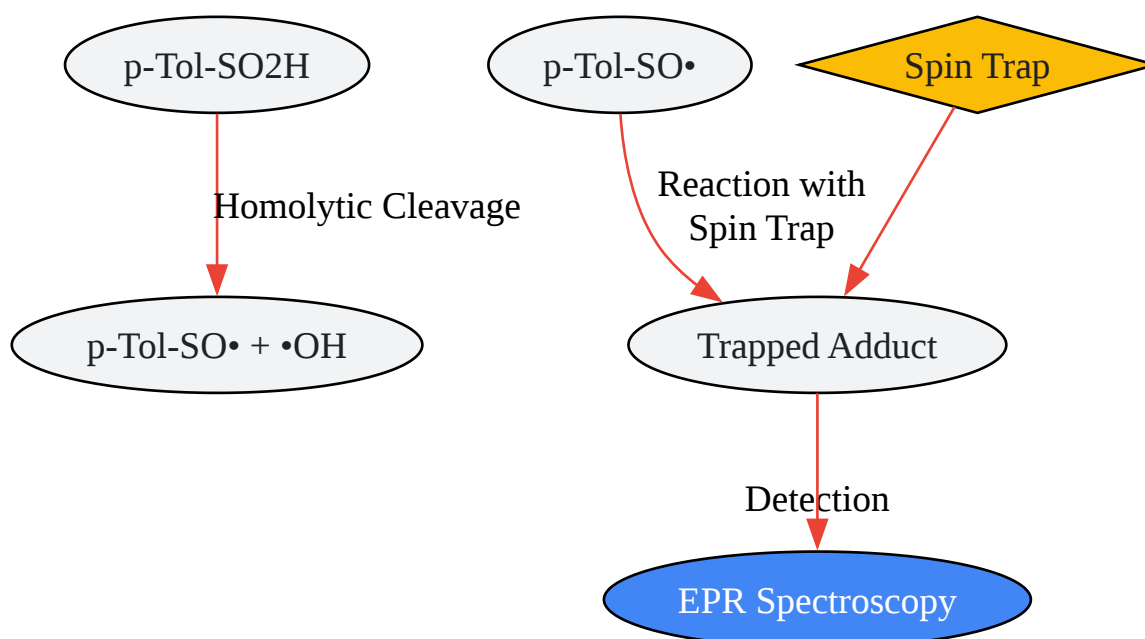 p-Tol-SO2H
p-Tol-SO•
Spin Trap
Homolytic Cleavage
Reaction with
Spin Trap
p-Tol-SO• + •OH
Trapped Adduct
Detection
EPR Spectroscopy